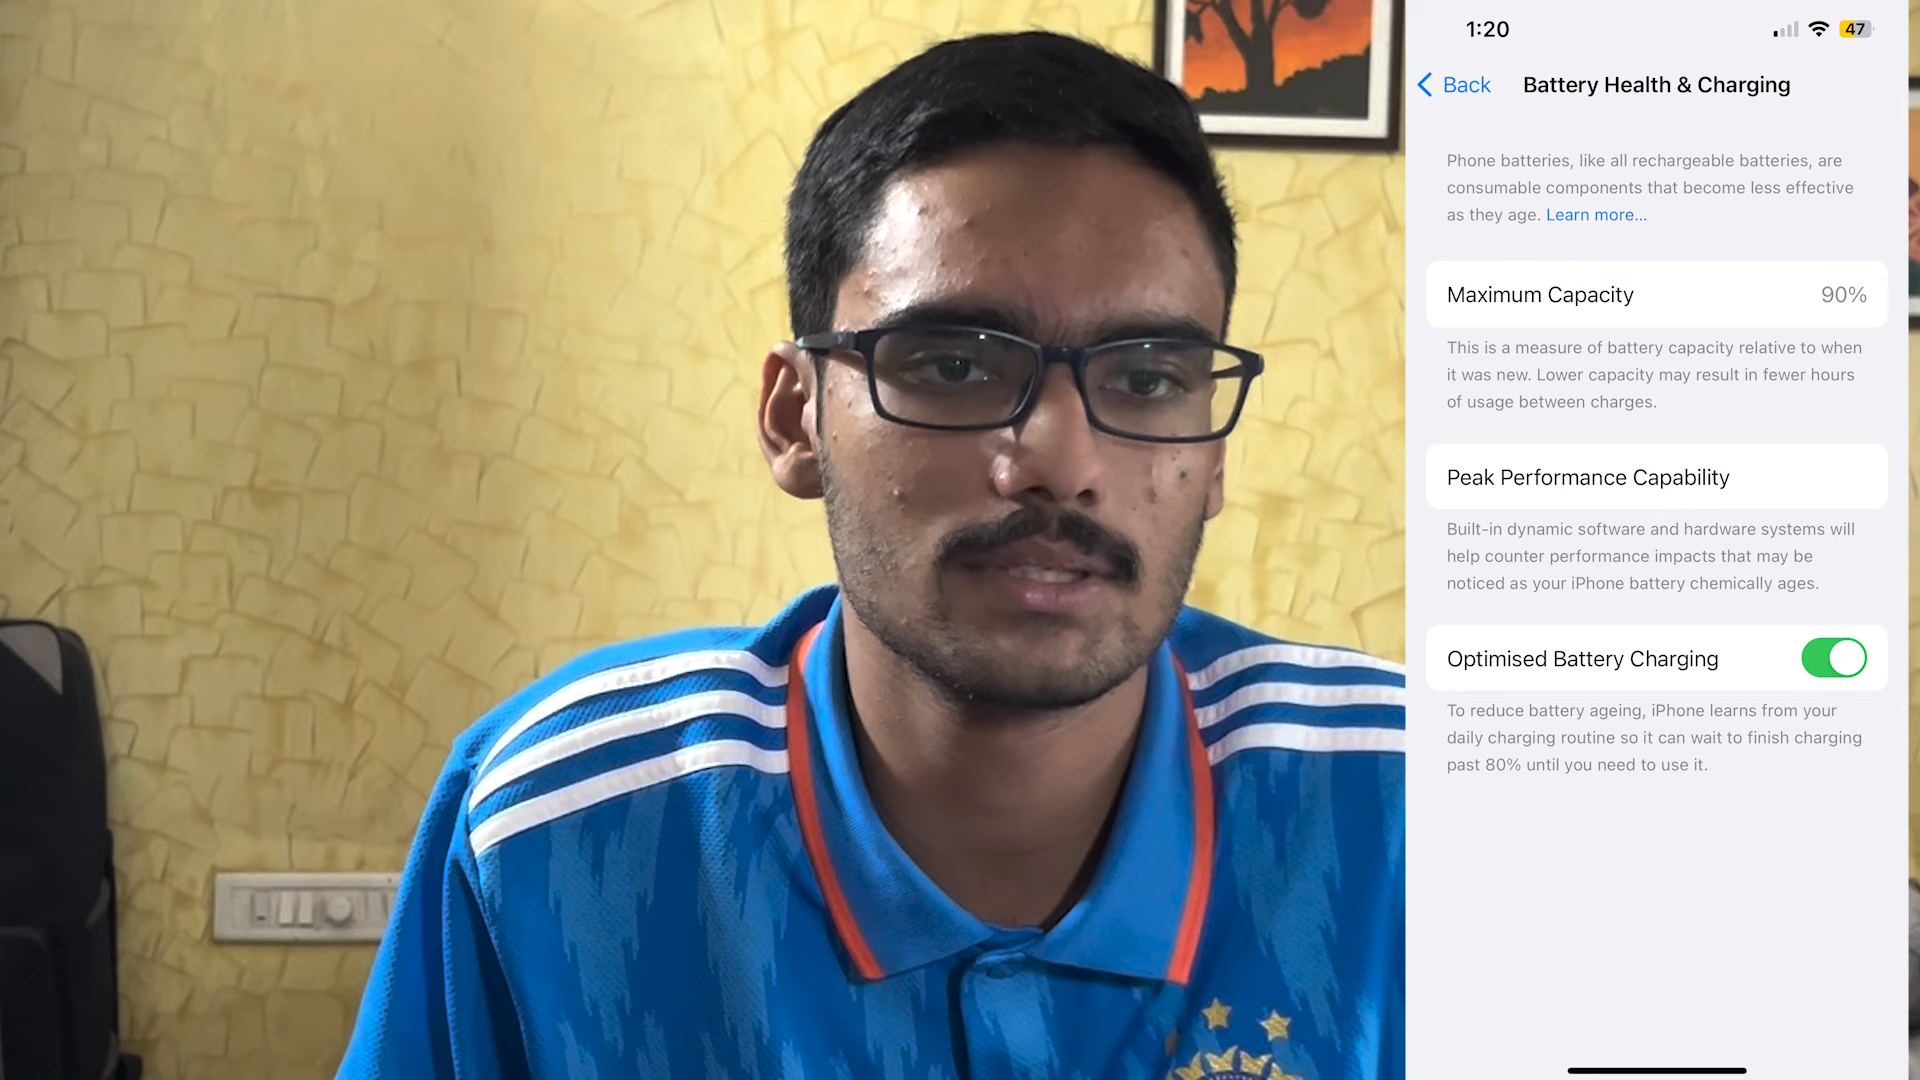 1:20
47
Back
Battery Health & Charging
Phone batteries, like all rechargeable batteries, are
consumable components that become less effective
as they age. Learn more...
Maximum Capacity 90%
This is a measure of battery capacity relative to when
it was new. Lower capacity may result in fewer hours
of usage between charges.
Peak Performance Capability
Built-in dynamic software and hardware systems will
help counter performance impacts that may be
noticed as your iPhone battery chemically ages.
Optimised Battery Charging
To reduce battery ageing, iPhone learns from your
daily charging routine so it can wait to finish charging
past 80% until you need to use it.